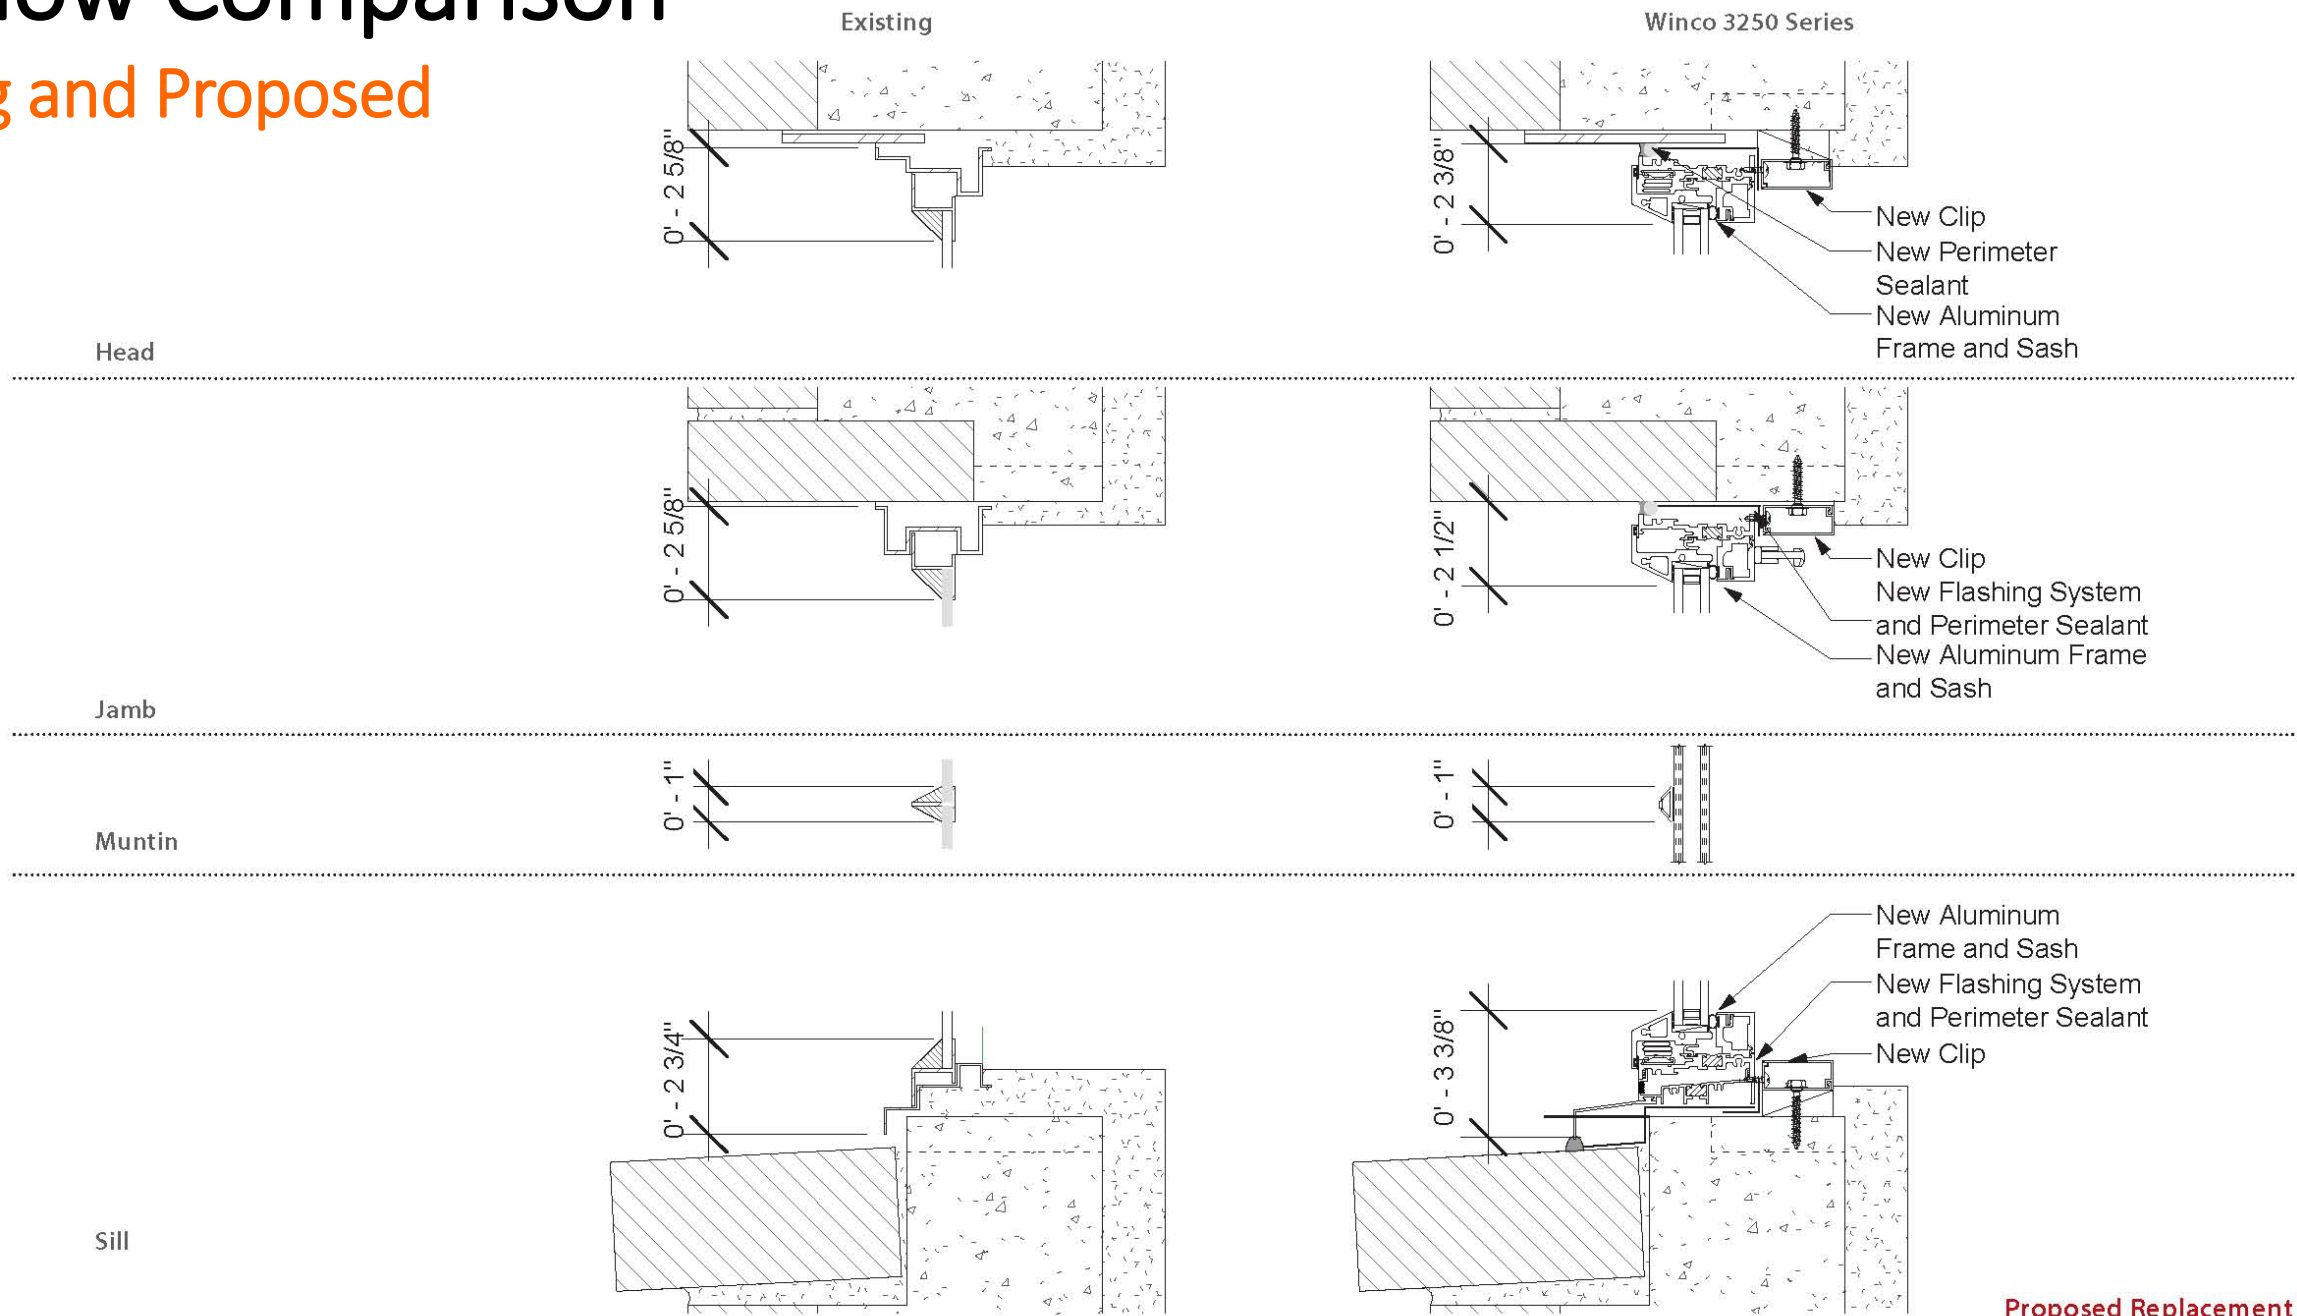 Comparison
and Proposed
Existing
Winco 3250 Series
0' - 2 5/8"
0' - 2 3/8"
New Clip
New Perimeter
Sealant
New Aluminum
Frame and Sash
Head
0' - 2 5/8"
0' - 2 1/2"
New Clip
New Flashing System
and Perimeter Sealant
New Aluminum Frame
and Sash
Jamb
0' - 1"
0' - 1"
Muntin
0' - 2 3/4"
0' - 3 3/8"
New Aluminum
Frame and Sash
New Flashing System
and Perimeter Sealant
New Clip
Sill
Proposed Replacement